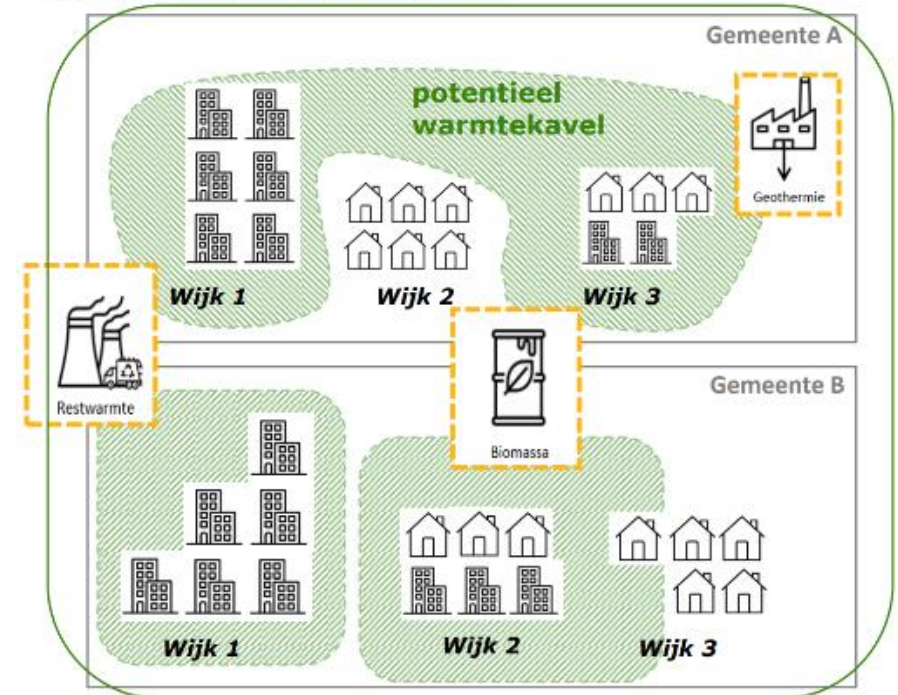 Gemeente A
potentieel
warmtekavel
Geothermie
Wijk 1
Wijk 2
Wijk 3
Restwarmte
Gemeente B
Biomassa
Wijk 1
Wijk 2
Wijk 3